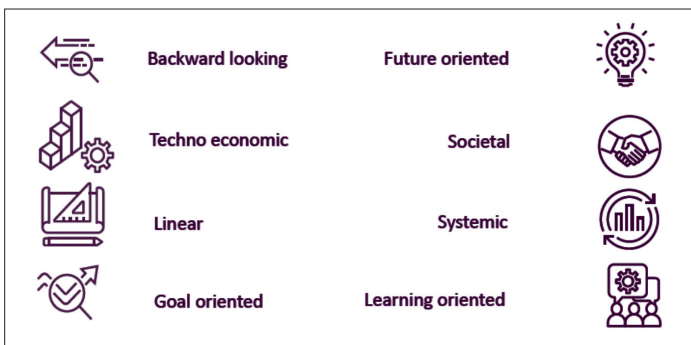 Backward looking Future oriented
Techno economic Societal
Linear Systemic
Goal oriented Learning oriented